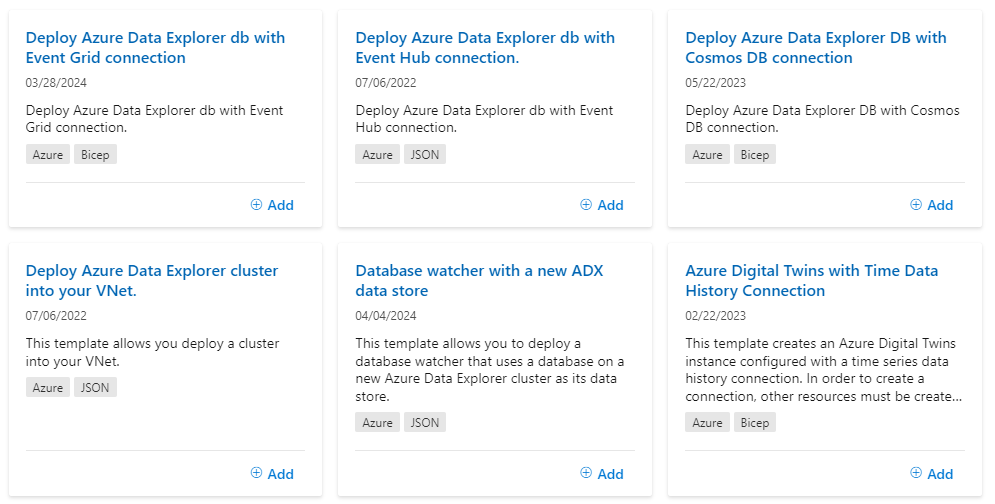 Deploy Azure Data Explorer db with
Event Grid connection
03/28/2024
Deploy Azure Data Explorer db with Event
Grid connection.
Azure Bicep
Add
Deploy Azure Data Explorer db with
Event Hub connection.
07/06/2022
Deploy Azure Data Explorer db with Event
Hub connection.
Azure JSON
Add
Deploy Azure Data Explorer DB with
Cosmos DB connection
05/22/2023
Deploy Azure Data Explorer DB with Cosmos
DB connection.
Azure Bicep
Add
Deploy Azure Data Explorer cluster
into your VNet.
07/06/2022
This template allows you deploy a cluster
into your VNet.
Azure JSON
Add
Database watcher with a new ADX
data store
04/04/2024
This template allows you to deploy a
database watcher that uses a database on a
new Azure Data Explorer cluster as its data
store.
Azure JSON
Add
Azure Digital Twins with Time Data
History Connection
02/22/2023
This template creates an Azure Digital Twins
instance configured with a time series data
history connection. In order to create a
connection, other resources must be create...
Azure Bicep
Add